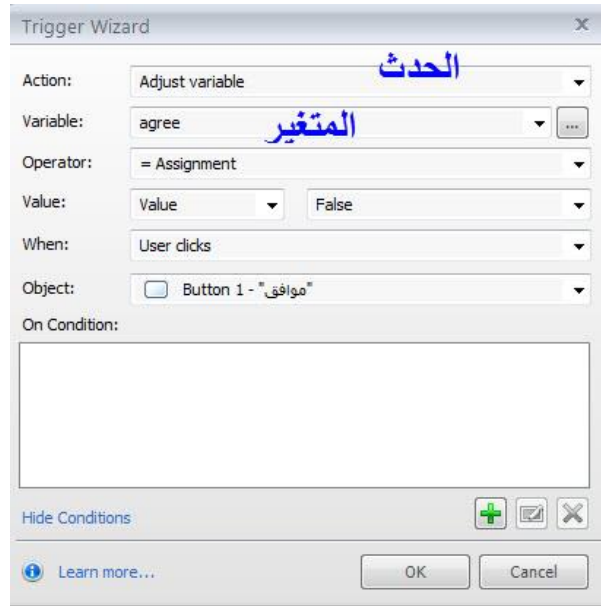 Trigger Wizard x
الحدث
Action: Adjust variable
المتغير
Variable: agree ...
Operator: = Assignment
Value: Value False
When: User clicks
Object: Button 1 - "موافق"
On Condition:
Hide Conditions
Learn more... OK Cancel